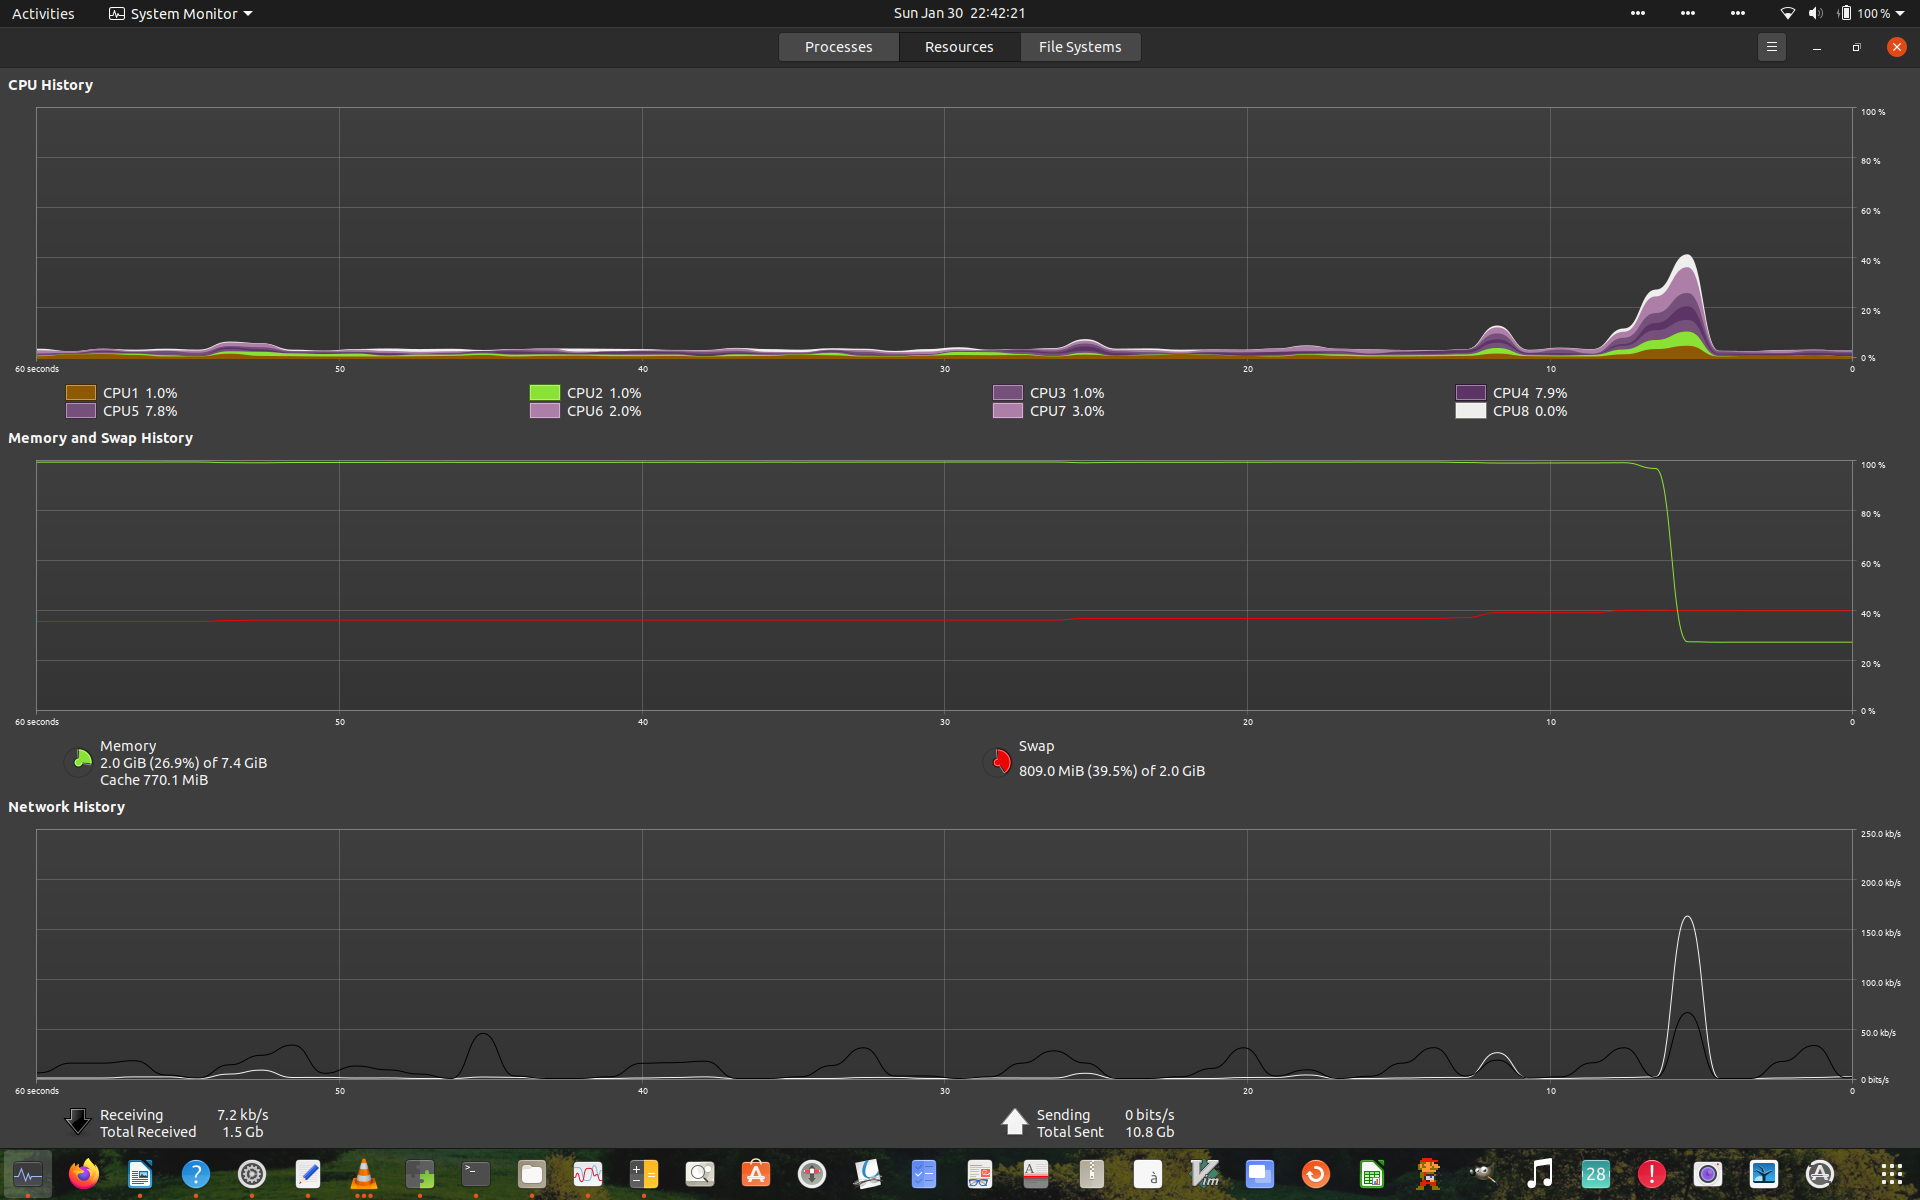 Activities System Monitor Sun Jan 30 22:42:21 100 %
Processes Resources File Systems
CPU History
100 %
80 %
60 %
40 %
20 %
0 %
60 seconds 50 40 30 20 10 0
CPU1 1.0% CPU2 1.0% CPU3 1.0% CPU4 7.9%
CPU5 7.8% CPU6 2.0% CPU7 3.0% CPU8 0.0%
Memory and Swap History
100 %
80 %
60 %
40 %
20 %
0 %
60 seconds 50 40 30 20 10 0
Memory
2.0 GiB (26.9%) of 7.4 GiB
Cache 770.1 MiB
Swap
809.0 MiB (39.5%) of 2.0 GiB
Network History
250.0 kb/s
200.0 kb/s
150.0 kb/s
100.0 kb/s
50.0 kb/s
0 bits/s
60 seconds 50 40 30 20 10 0
Receiving 7.2 kb/s Sending 0 bits/s
Total Received 1.5 Gb Total Sent 10.8 Gb
? >_ A à Vim 28 !